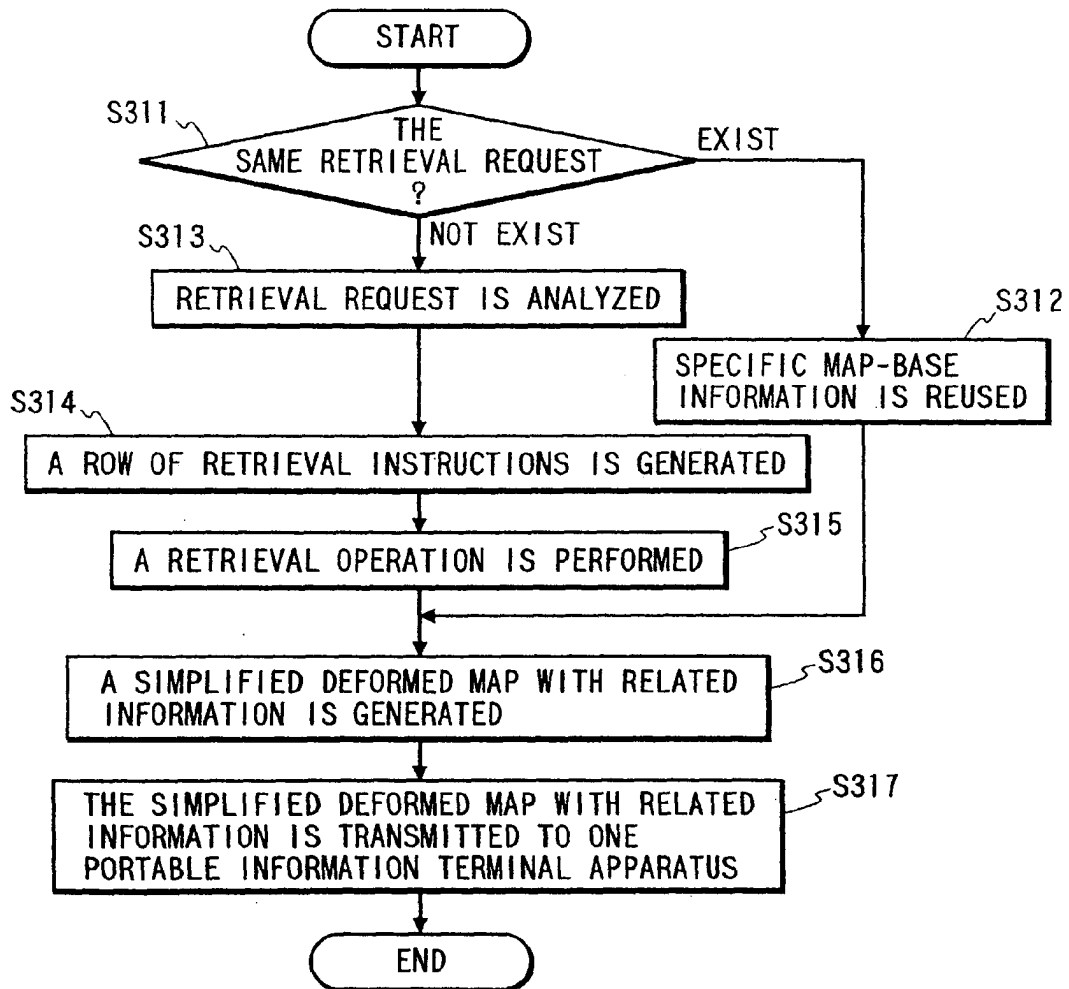 START
S311
THE
SAME RETRIEVAL REQUEST
?
EXIST
NOT EXIST
S313
RETRIEVAL REQUEST IS ANALYZED
S312
SPECIFIC MAP-BASE
INFORMATION IS REUSED
S314
A ROW OF RETRIEVAL INSTRUCTIONS IS GENERATED
S315
A RETRIEVAL OPERATION IS PERFORMED
S316
A SIMPLIFIED DEFORMED MAP WITH RELATED
INFORMATION IS GENERATED
S317
THE SIMPLIFIED DEFORMED MAP WITH RELATED
INFORMATION IS TRANSMITTED TO ONE
PORTABLE INFORMATION TERMINAL APPARATUS
END